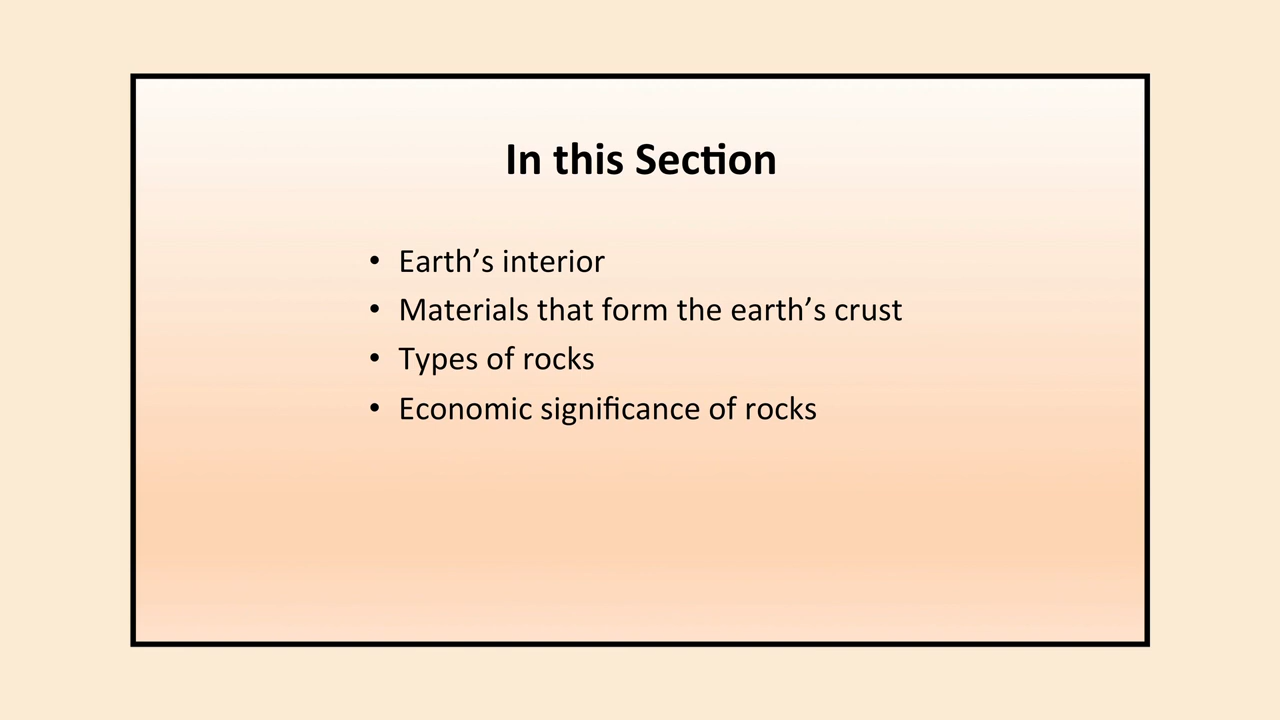 In this Section
• Earth’s interior
• Materials that form the earth’s crust
• Types of rocks
• Economic significance of rocks